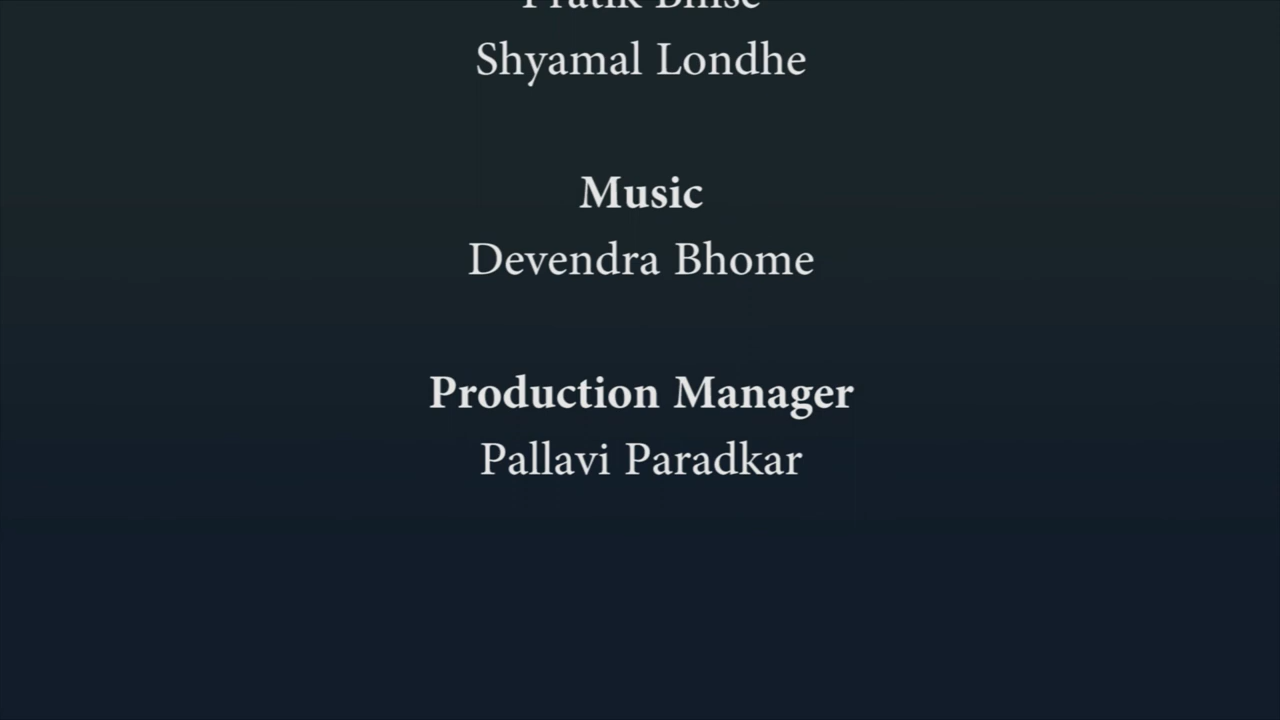 Shyamal Londhe
Music
Devendra Bhome
Production Manager
Pallavi Paradkar